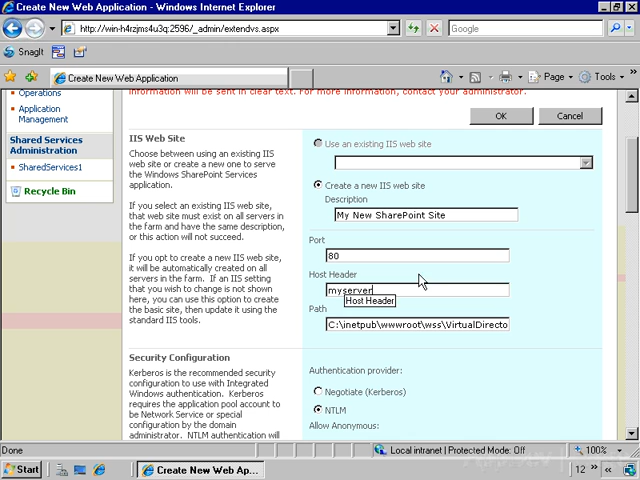 Create New Web Application - Windows Internet Explorer
http://win-h4rzjms4u3q:2596/_admin/extendvs.aspx
Google
SnagIt
Create New Web Application
Page
Tools
Operations
Application
Management
Shared Services
Administration
SharedServices1
Recycle Bin
information will be sent in clear text. For more information, contact your administrator.
OK
Cancel
IIS Web Site
Choose between using an existing IIS
web site or create a new one to serve
the Windows SharePoint Services
application.
If you select an existing IIS web site,
that web site must exist on all servers in
the farm and have the same description,
or this action will not succeed.
If you opt to create a new IIS web site,
it will be automatically created on all
servers in the farm. If an IIS setting
that you wish to change is not shown
here, you can use this option to create
the basic site, then update it using the
standard IIS tools.
Use an existing IIS web site
Create a new IIS web site
Description
My New SharePoint Site
Port
80
Host Header
myserver
Host Header
Path
C:\inetpub\wwwroot\wss\VirtualDirecto
Security Configuration
Kerberos is the recommended security
configuration to use with Integrated
Windows authentication. Kerberos
requires the application pool account to
be Network Service or special
configuration by the domain
administrator. NTLM authentication will
Authentication provider:
Negotiate (Kerberos)
NTLM
Allow Anonymous:
Done
Local intranet | Protected Mode: Off
100%
Start
Create New Web Ap...
12